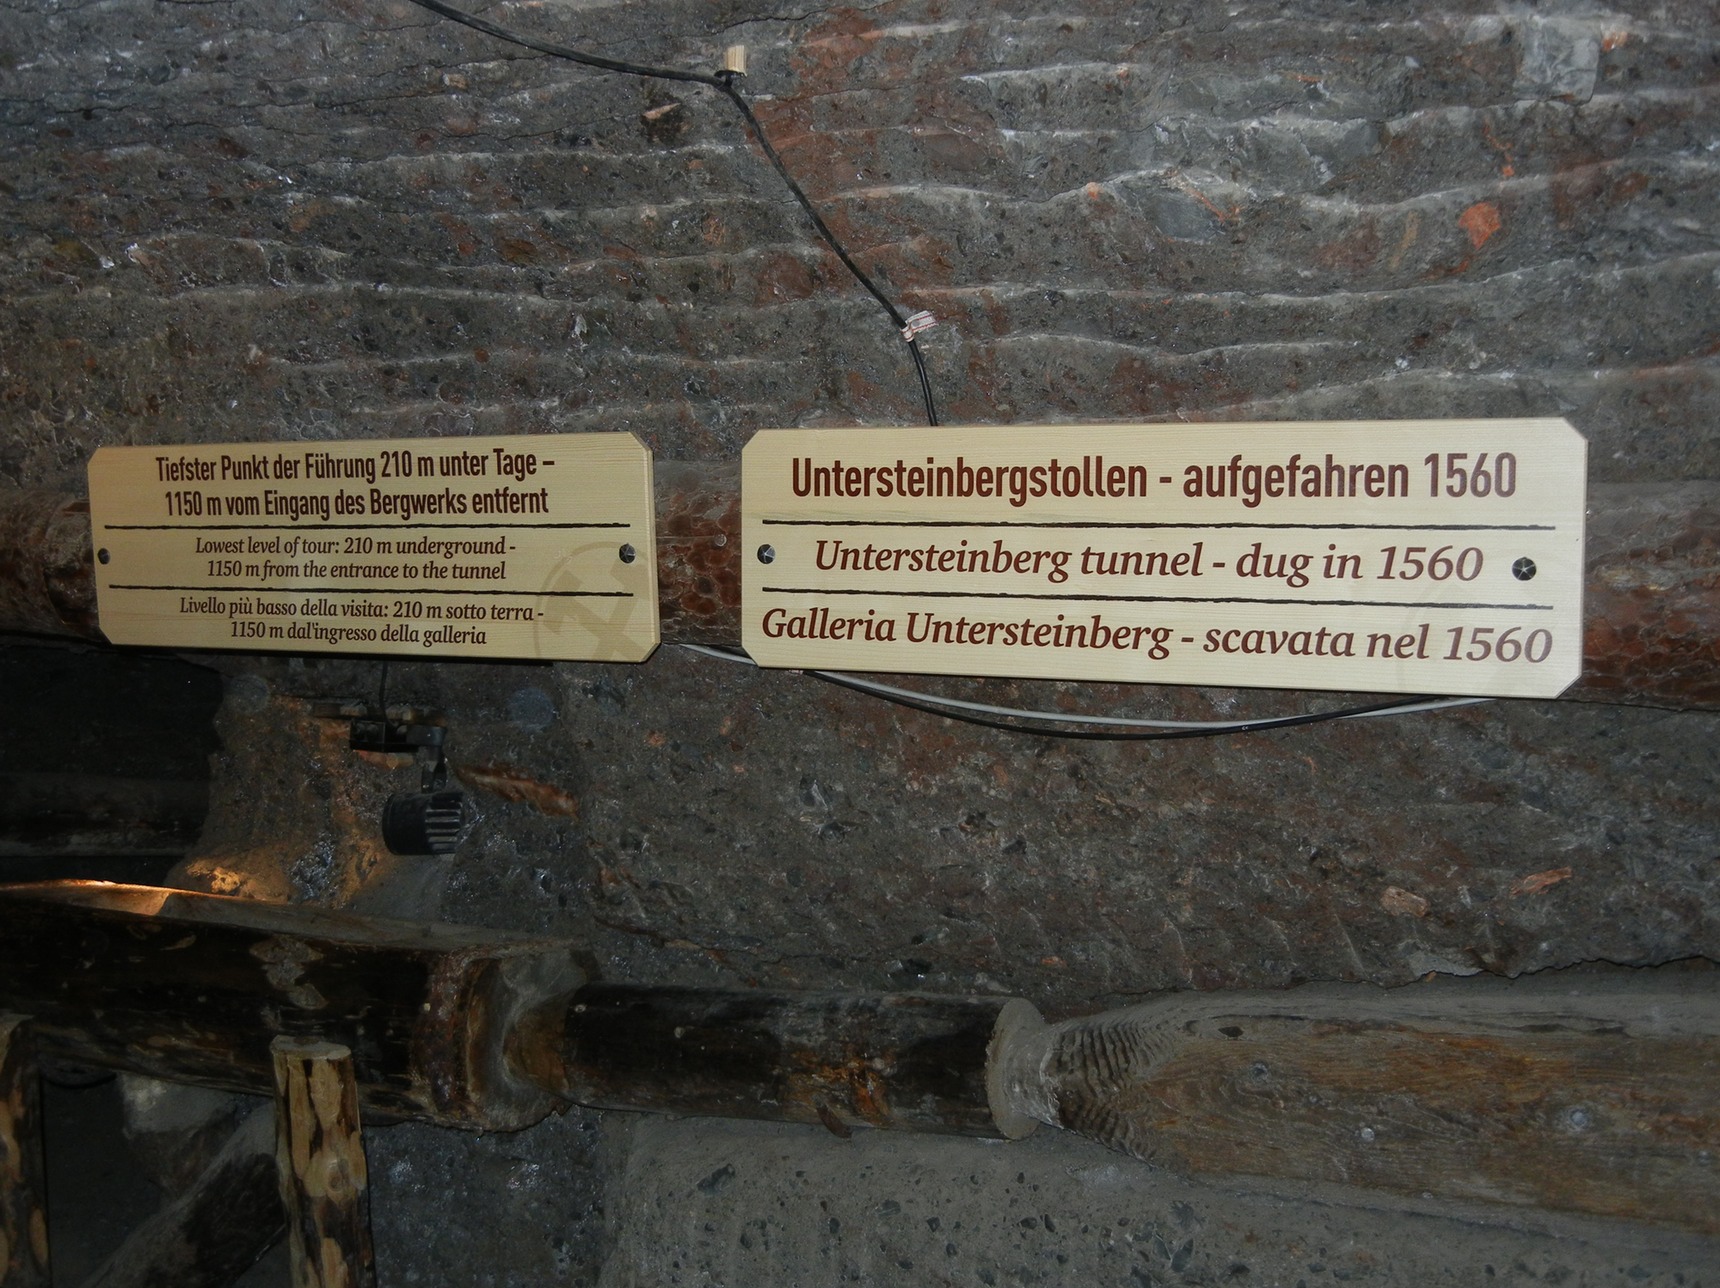 Tiefster Punkt der Führung 210 m unter Tage –
1150 m vom Eingang des Bergwerks entfernt
Lowest level of tour: 210 m underground -
1150 m from the entrance to the tunnel
Livello più basso della visita: 210 m sotto terra -
1150 m dal'ingresso della galleria
Untersteinbergstollen - aufgefahren 1560
Untersteinberg tunnel - dug in 1560
Galleria Untersteinberg - scavata nel 1560